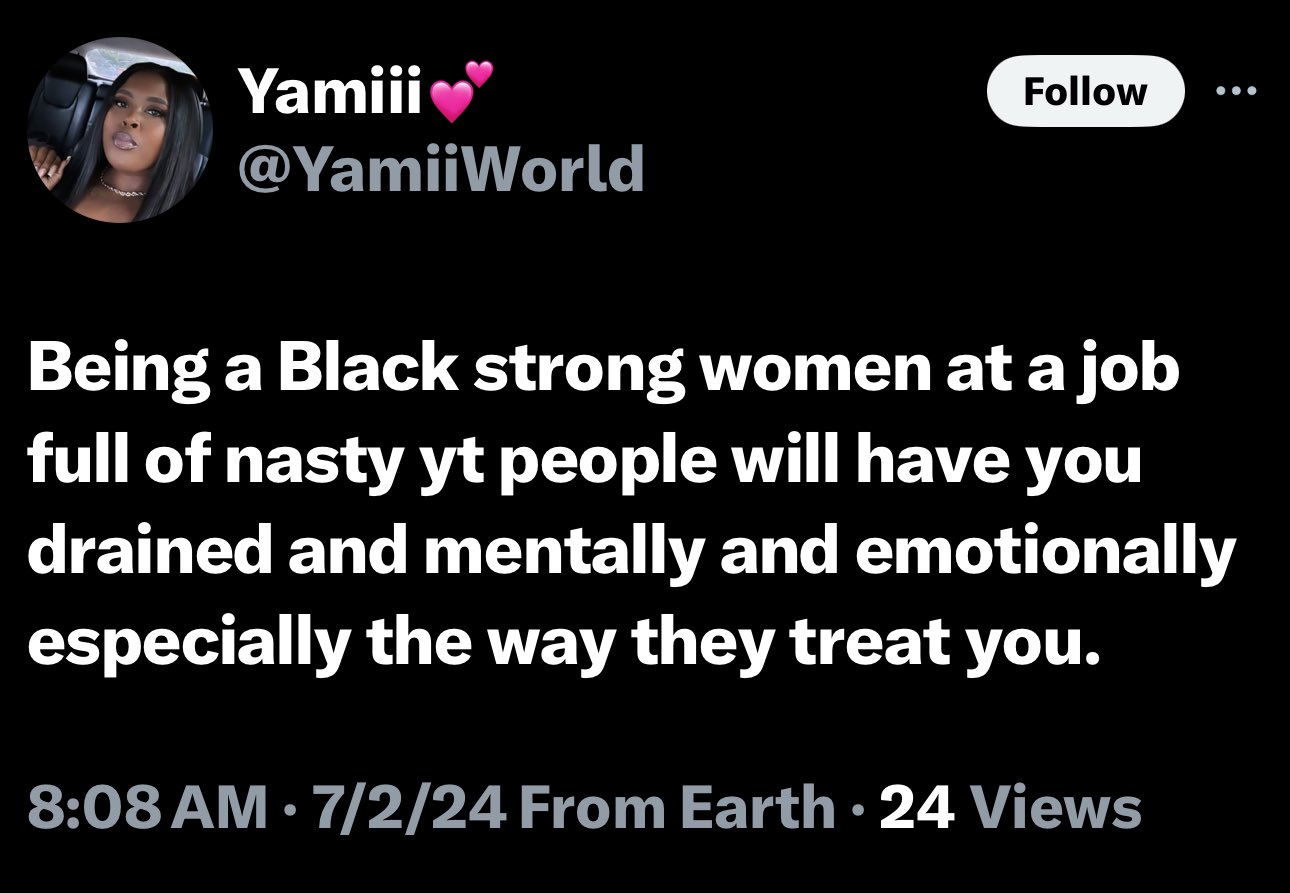 Yamiii💕
Follow ...
@YamiiWorld
Being a Black strong women at a job
full of nasty yt people will have you
drained and mentally and emotionally
especially the way they treat you.
8:08 AM · 7/2/24 From Earth · 24 Views